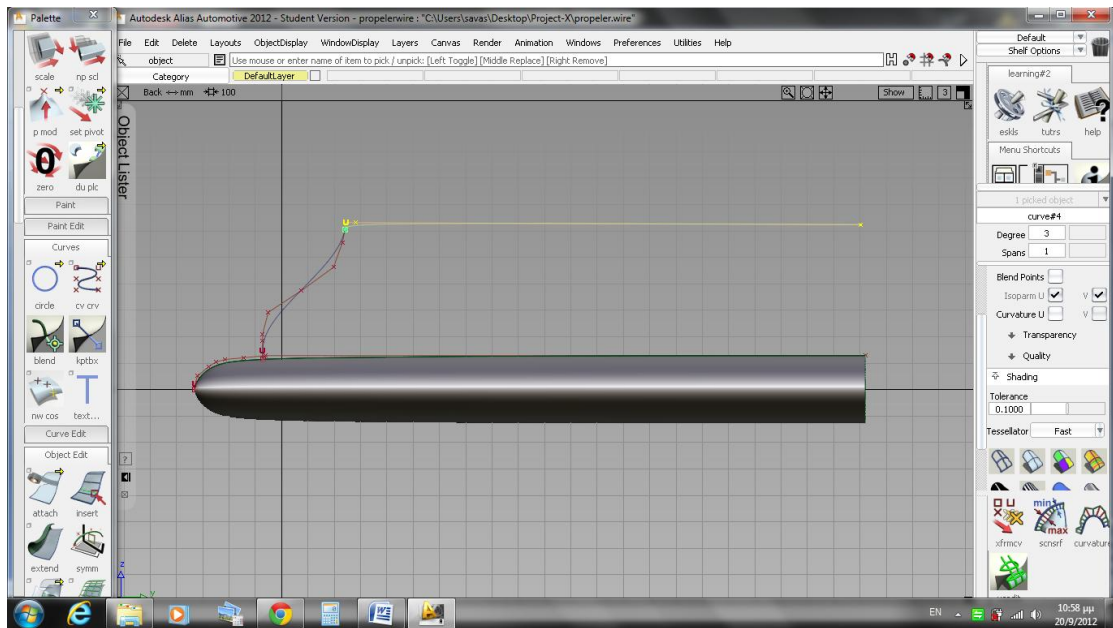 Palette
Autodesk Alias Automotive 2012 - Student Version - propelerwire : "C:\Users\savas\Desktop\Project-X\propeler.wire"
File Edit Delete Layouts ObjectDisplay WindowDisplay Layers Canvas Render Animation Windows Preferences Utilities Help
object Use mouse or enter name of item to pick / unpick: [Left Toggle] [Middle Replace] [Right Remove]
Category DefaultLayer
Back mm 100 Show 3
Object Lister
scale np scl
p mod set pivot
zero du plc
Paint
Paint Edit
Curves
circle cv crv
blend kptbx
nw cos text...
Curve Edit
Object Edit
attach insert
extend symm
Default
Shelf Options
learning#2
eskls tutrs help
Menu Shortcuts
1 picked object
curve#4
Degree 3
Spans 1
Blend Points
Isoparm U V
Curvature U V
Transparency
Quality
Shading
Tolerance
0.1000
Tessellator Fast
min
max
xfrmcv scnsrf curvature
U
U
U
z
Y
EN
10:58 μμ
20/9/2012